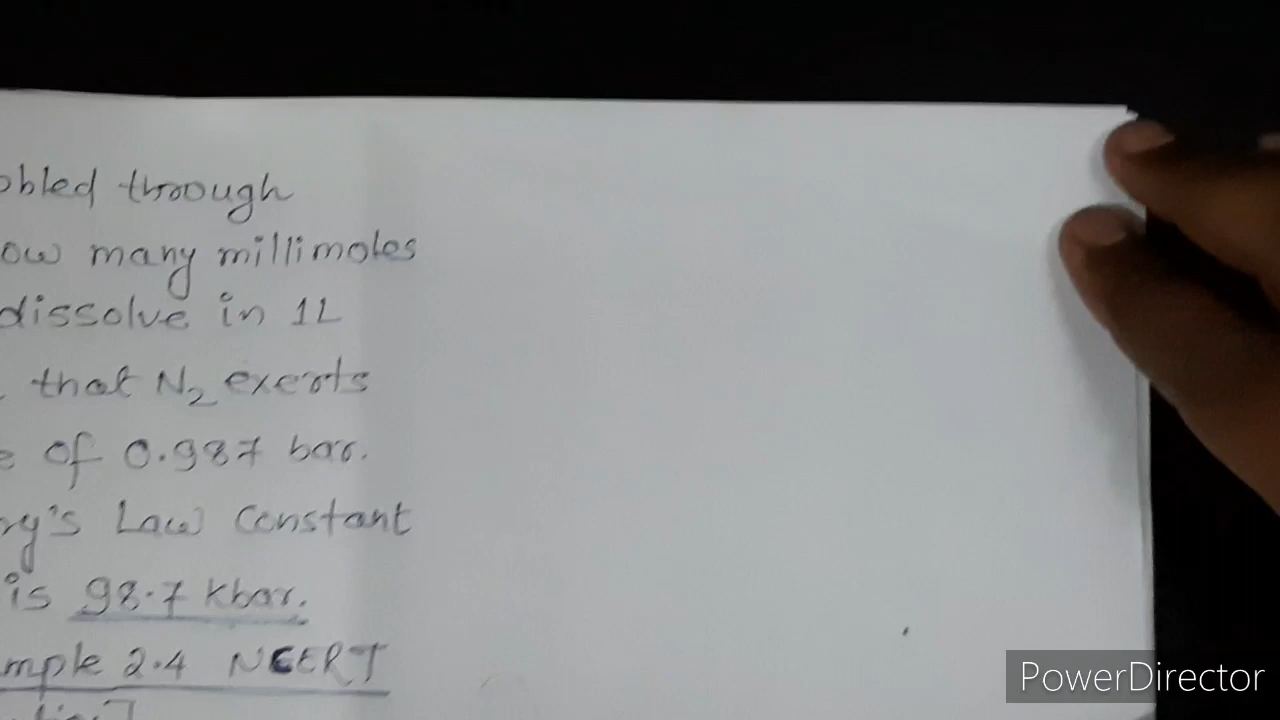 obled through
ow many millimoles
dissolve in 1L
that N₂ exerts
e of 0.987 bar.
ry's Law Constant
is 98.7 kbar.
mple 2.4 NCERT
PowerDirector